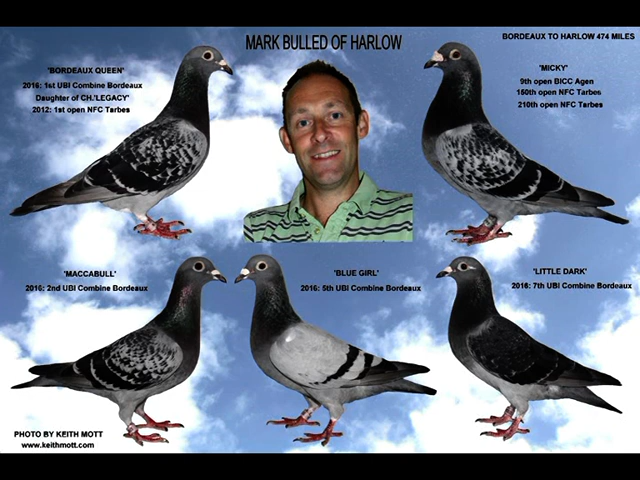 MARK BULLED OF HARLOW
BORDEAUX TO HARLOW 474 MILES
'BORDEAUX QUEEN'
2016: 1st UBI Combine Bordeaux
Daughter of CH.'LEGACY'
2012: 1st open NFC Tarbes
'MICKY'
9th open BICC Agen
150th open NFC Tarbes
210th open NFC Tarbes
'MACCABULL'
2016: 2nd UBI Combine Bordeaux
'BLUE GIRL'
2016: 5th UBI Combine Bordeaux
'LITTLE DARK'
2016: 7th UBI Combine Bordeaux
PHOTO BY KEITH MOTT
www.keithmott.com